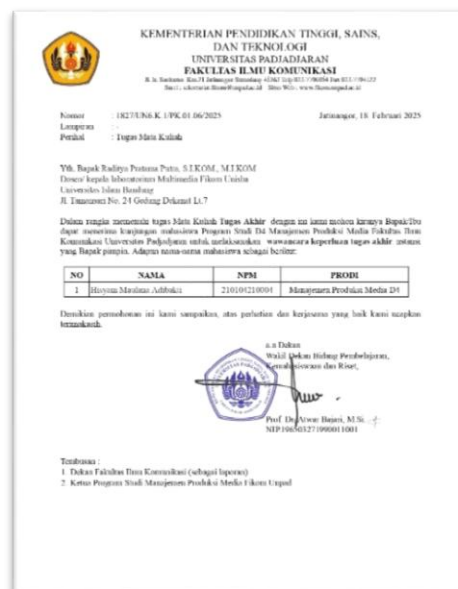 KEMENTERIAN PENDIDIKAN TINGGI, SAINS,
DAN TEKNOLOGI
UNIVERSITAS PADJADJARAN
FAKULTAS ILMU KOMUNIKASI
Nomor : 1827/UN6.K.1/PK.01.06/2025 Jatinangor, 18 Februari 2025
Lampiran : -
Perihal : Tugas Mata Kuliah
Yth. Bapak Raditya Pratama Putra, S.I.KOM., M.I.KOM
Dosen/ kepala laboratorium Multimedia Fikom Unisba
Universitas Islam Bandung
Jl. Tamansari No. 24 Gedung Dekanat Lt.7
Dalam rangka memenuhi tugas Mata Kuliah Tugas Akhir dengan ini kami mohon kiranya Bapak/Ibu
dapat menerima kunjungan mahasiswa Program Studi D4 Manajemen Produksi Media Fakultas Ilmu
Komunikasi Universitas Padjadjaran untuk melaksanakan wawancara keperluan tugas akhir
yang Bapak pimpin. Adapun nama-nama mahasiswa sebagai berikut:
NO NAMA NPM PRODI
1 Maulana 210104210004 Manajemen Produksi Media D4
Demikian permohonan ini kami sampaikan, atas perhatian dan kerjasama yang baik kami ucapkan
terimakasih.
a.n Dekan
Wakil Dekan Bidang Pembelajaran,
Kemahasiswaan dan Riset,
Prof. Dr. Atwar Bajari, M.Si
Tembusan :
1. Dekan Fakultas Ilmu Komunikasi (sebagai laporan)
2. Ketua Program Studi Manajemen Produksi Media Fikom Unpad